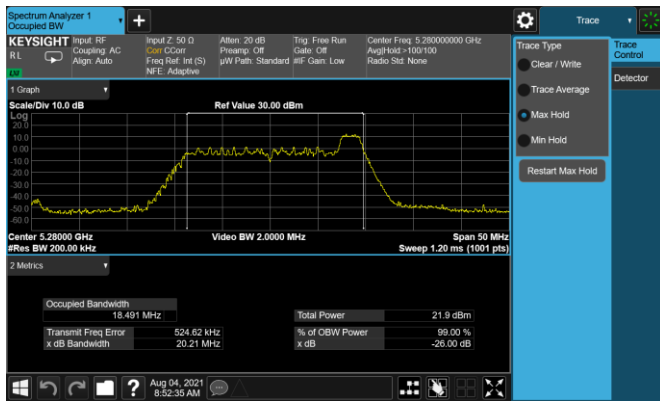 Spectrum Analyzer 1
Occupied BW
Trace
KEYSIGHT
RL
LXI
Input: RF
Coupling: AC
Align: Auto
Input Z: 50 Ω
Corr CCorr
Freq Ref: Int (S)
NFE: Adaptive
Atten: 20 dB
Preamp: Off
µW Path: Standard
Trig: Free Run
Gate: Off
#IF Gain: Low
Center Freq: 5.280000000 GHz
Avg|Hold:>100/100
Radio Std: None
Trace Type
Clear / Write
Trace Average
Max Hold
Min Hold
Restart Max Hold
Trace
Control
Detector
1 Graph
Scale/Div 10.0 dB
Ref Value 30.00 dBm
Log
20.0
10.0
0.00
-10.0
-20.0
-30.0
-40.0
-50.0
-60.0
Center 5.28000 GHz
Video BW 2.0000 MHz
Span 50 MHz
#Res BW 200.00 kHz
Sweep 1.20 ms (1001 pts)
2 Metrics
Occupied Bandwidth
18.491 MHz
Total Power 21.9 dBm
Transmit Freq Error 524.62 kHz
% of OBW Power 99.00 %
x dB Bandwidth 20.21 MHz
x dB -26.00 dB
?
Aug 04, 2021
8:52:35 AM